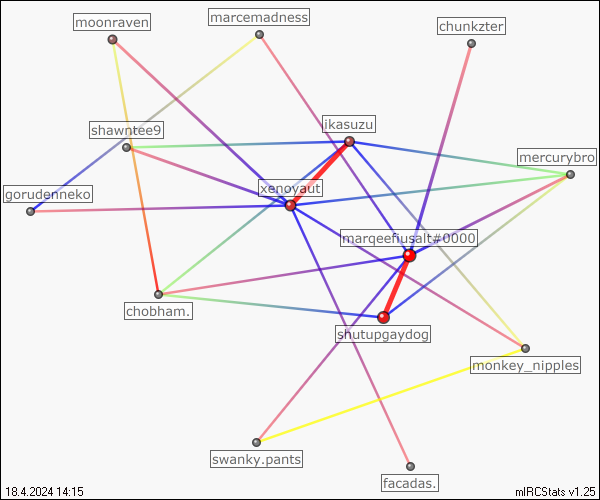 marcemadness
moonraven
chunkzter
ikasuzu
shawntee9
mercurybro
xenoyaut
gorudenneko
marqeefiusalt#0000
chobham.
shutupgaydog
monkey_nipples
swanky.pants
facadas.
18.4.2024 14:15
mIRCStats v1.25